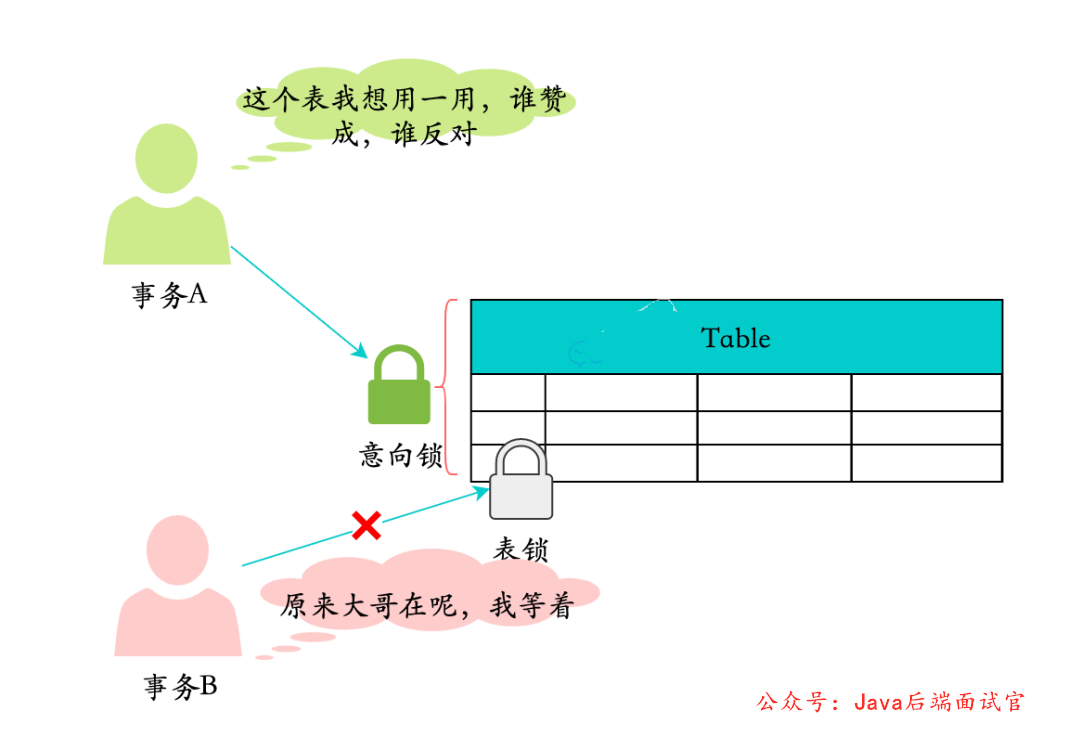 这个表我想用一用，谁赞
成，谁反对
事务A
Table
意向锁
表锁
原来大哥在呢，我等着
事务B
公众号：Java后端面试官